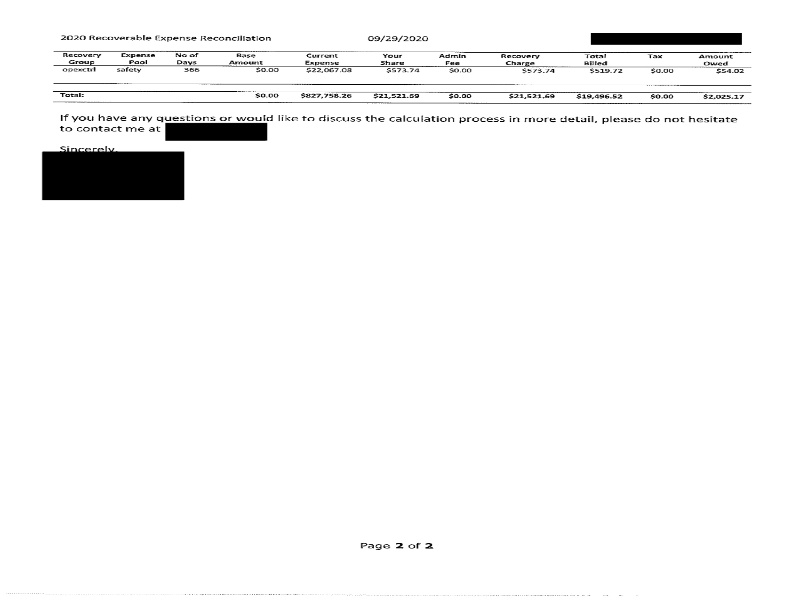 2020 Recoverable Expense Reconciliation 09/29/2020
Recovery Group Expense Pool No of Days Base Amount Current Expense Your Share Admin Fee Recovery Charge Total Billed Tax Amount Owed
opexctrl safety 366 $0.00 $22,067.08 $573.74 $0.00 $573.74 $519.72 $0.00 $54.02
Total: $0.00 $827,758.26 $21,521.69 $0.00 $21,521.69 $19,496.52 $0.00 $2,025.17
If you have any questions or would like to discuss the calculation process in more detail, please do not hesitate
to contact me at
Sincerely,
Page 2 of 2